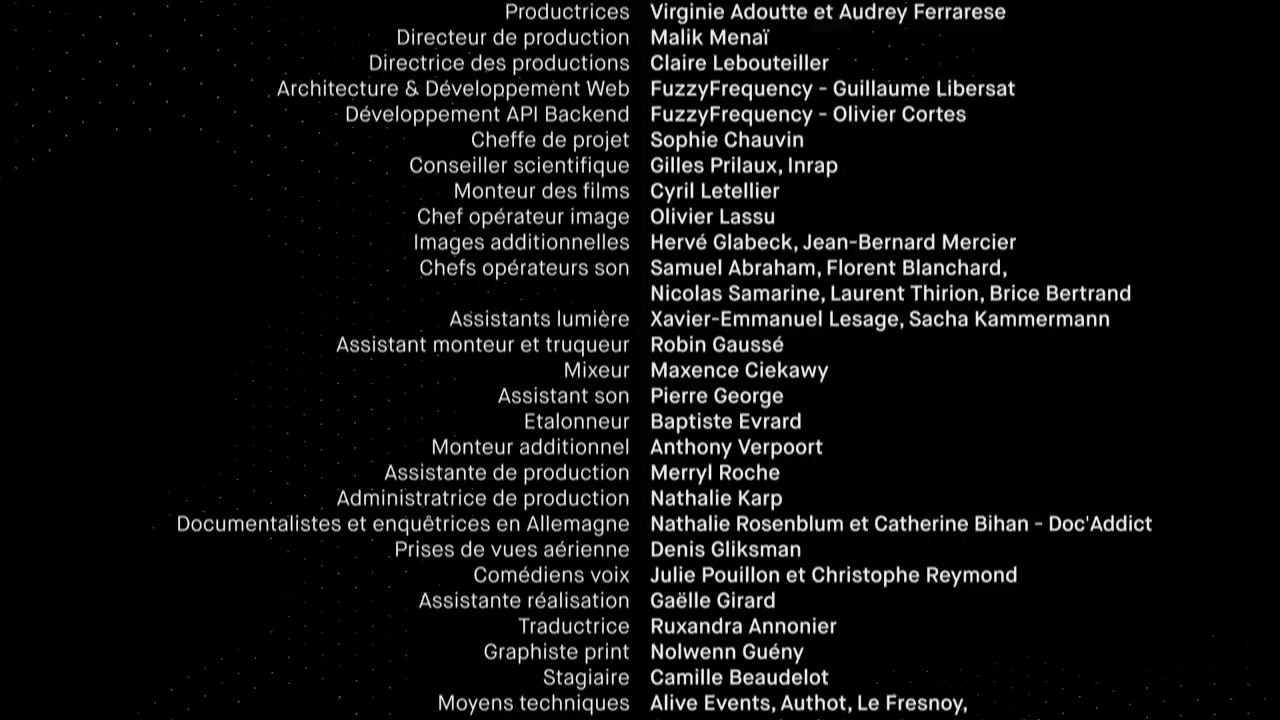 Productrices Virginie Adoutte et Audrey Ferrarese
Directeur de production Malik Menaï
Directrice des productions Claire Lebouteiller
Architecture & Développement Web FuzzyFrequency - Guillaume Libersat
Développement API Backend FuzzyFrequency - Olivier Cortes
Cheffe de projet Sophie Chauvin
Conseiller scientifique Gilles Prilaux, Inrap
Monteur des films Cyril Letellier
Chef opérateur image Olivier Lassu
Images additionnelles Hervé Glabeck, Jean-Bernard Mercier
Chefs opérateurs son Samuel Abraham, Florent Blanchard,
Nicolas Samarine, Laurent Thirion, Brice Bertrand
Assistants lumière Xavier-Emmanuel Lesage, Sacha Kammermann
Assistant monteur et truqueur Robin Gaussé
Mixeur Maxence Ciekawy
Assistant son Pierre George
Etalonneur Baptiste Evrard
Monteur additionnel Anthony Verpoort
Assistante de production Merryl Roche
Administratrice de production Nathalie Karp
Documentalistes et enquêtrices en Allemagne Nathalie Rosenblum et Catherine Bihan - Doc'Addict
Prises de vues aérienne Denis Gliksman
Comédiens voix Julie Pouillon et Christophe Reymond
Assistante réalisation Gaëlle Girard
Traductrice Ruxandra Annonier
Graphiste print Nolwenn Guény
Stagiaire Camille Beaudelot
Moyens techniques Alive Events, Authot, Le Fresnoy,